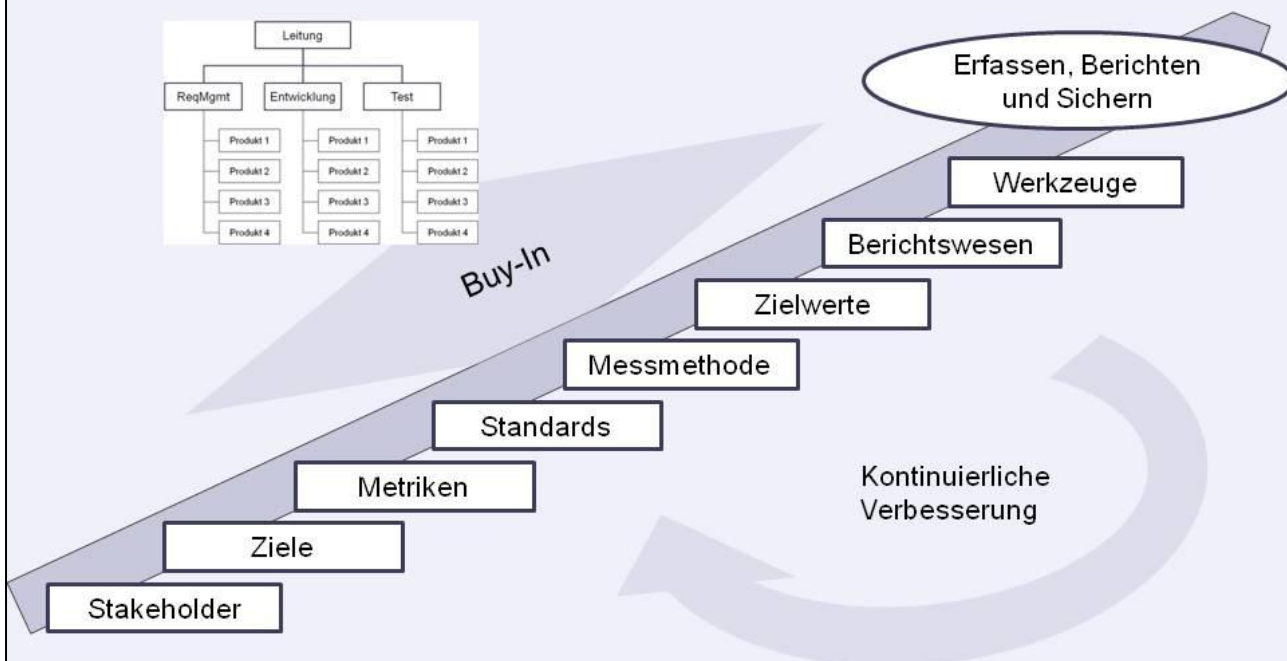 Leitung
ReqMgmt Entwicklung Test
Produkt 1 Produkt 1 Produkt 1
Produkt 2 Produkt 2 Produkt 2
Produkt 3 Produkt 3 Produkt 3
Produkt 4 Produkt 4 Produkt 4
Erfassen, Berichten
und Sichern
Werkzeuge
Berichtswesen
Buy-In
Zielwerte
Messmethode
Standards
Metriken
Ziele
Stakeholder
Kontinuierliche
Verbesserung